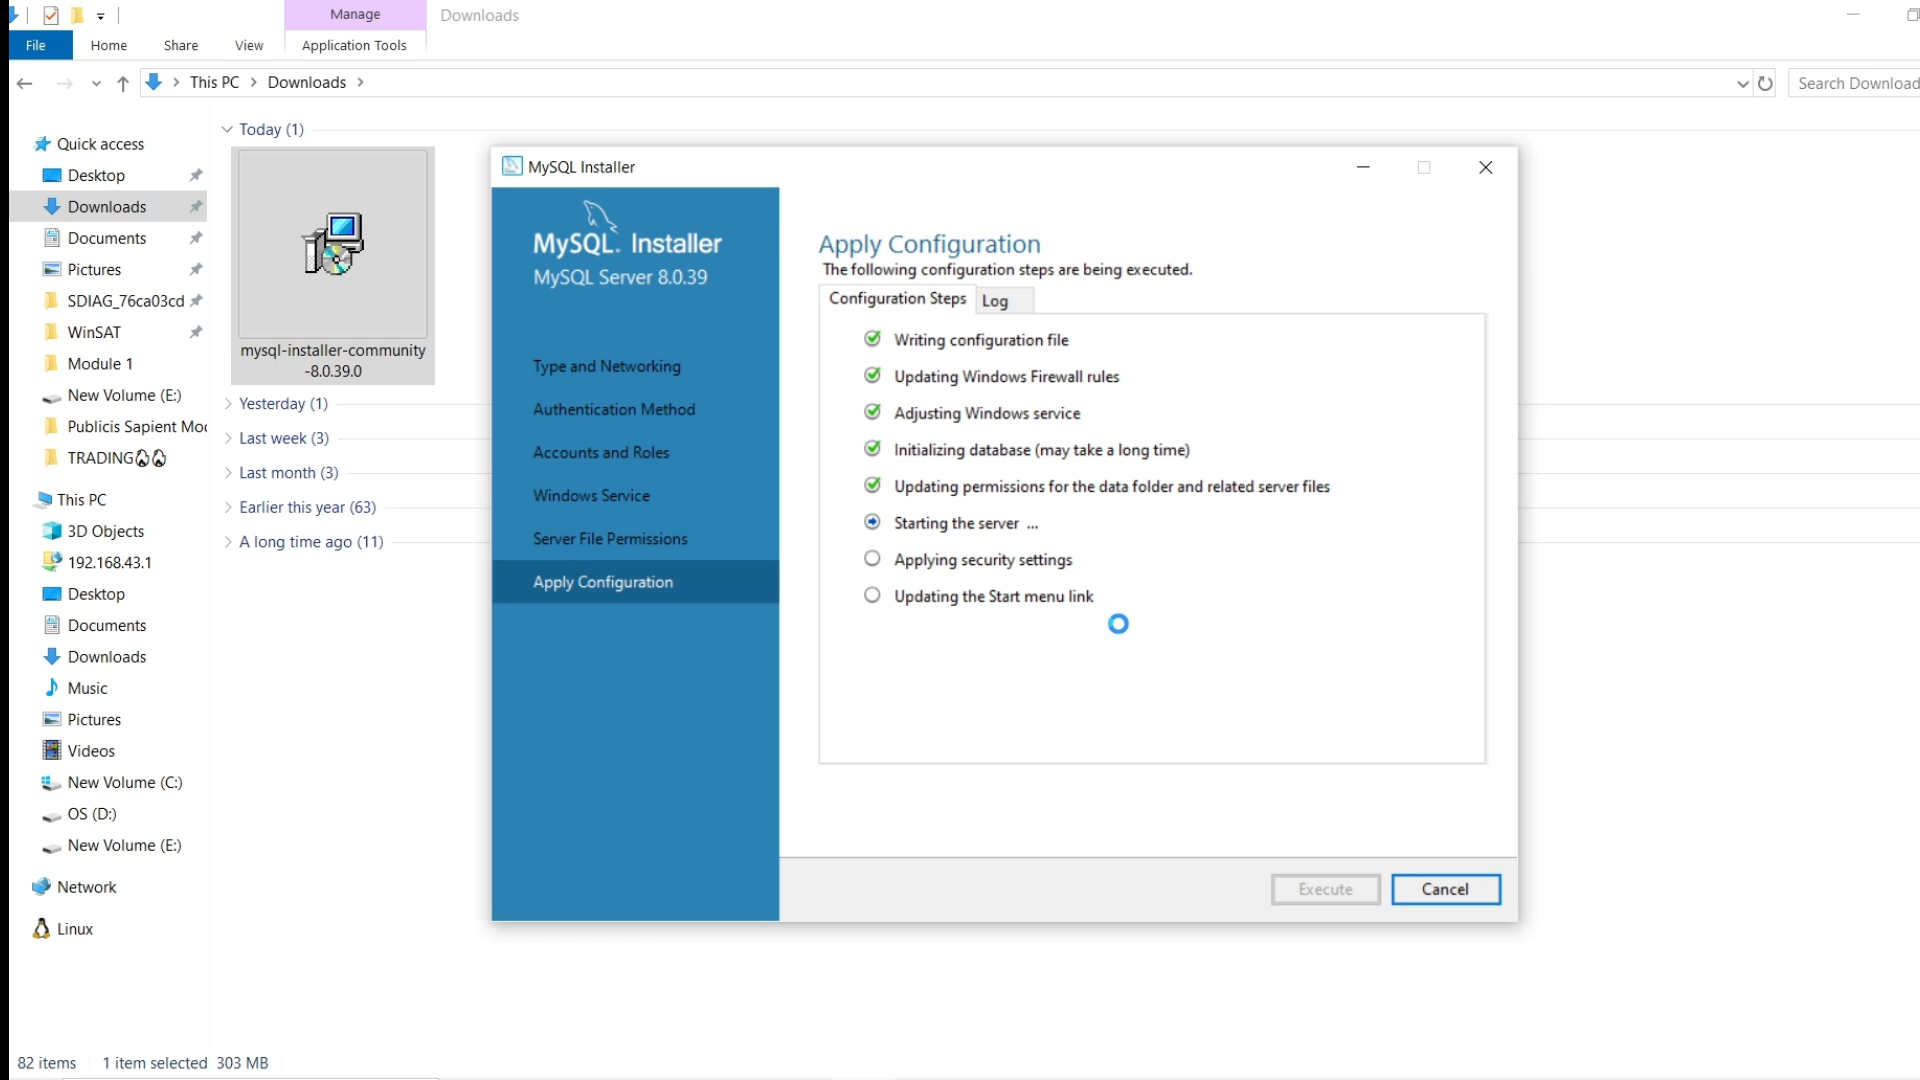 Manage
Downloads
File
Home
Share
View
Application Tools
This PC
Downloads
Search Download
Quick access
Desktop
Downloads
Documents
Pictures
SDIAG_76ca03cd
WinSAT
Module 1
New Volume (E:)
Publicis Sapient Mod
TRADING
This PC
3D Objects
192.168.43.1
Desktop
Documents
Downloads
Music
Pictures
Videos
New Volume (C:)
OS (D:)
New Volume (E:)
Network
Linux
Today (1)
mysql-installer-community
-8.0.39.0
Yesterday (1)
Last week (3)
Last month (3)
Earlier this year (63)
A long time ago (11)
MySQL Installer
MySQL. Installer
MySQL Server 8.0.39
Type and Networking
Authentication Method
Accounts and Roles
Windows Service
Server File Permissions
Apply Configuration
Apply Configuration
The following configuration steps are being executed.
Configuration Steps
Log
Writing configuration file
Updating Windows Firewall rules
Adjusting Windows service
Initializing database (may take a long time)
Updating permissions for the data folder and related server files
Starting the server ...
Applying security settings
Updating the Start menu link
Execute
Cancel
82 items
1 item selected 303 MB